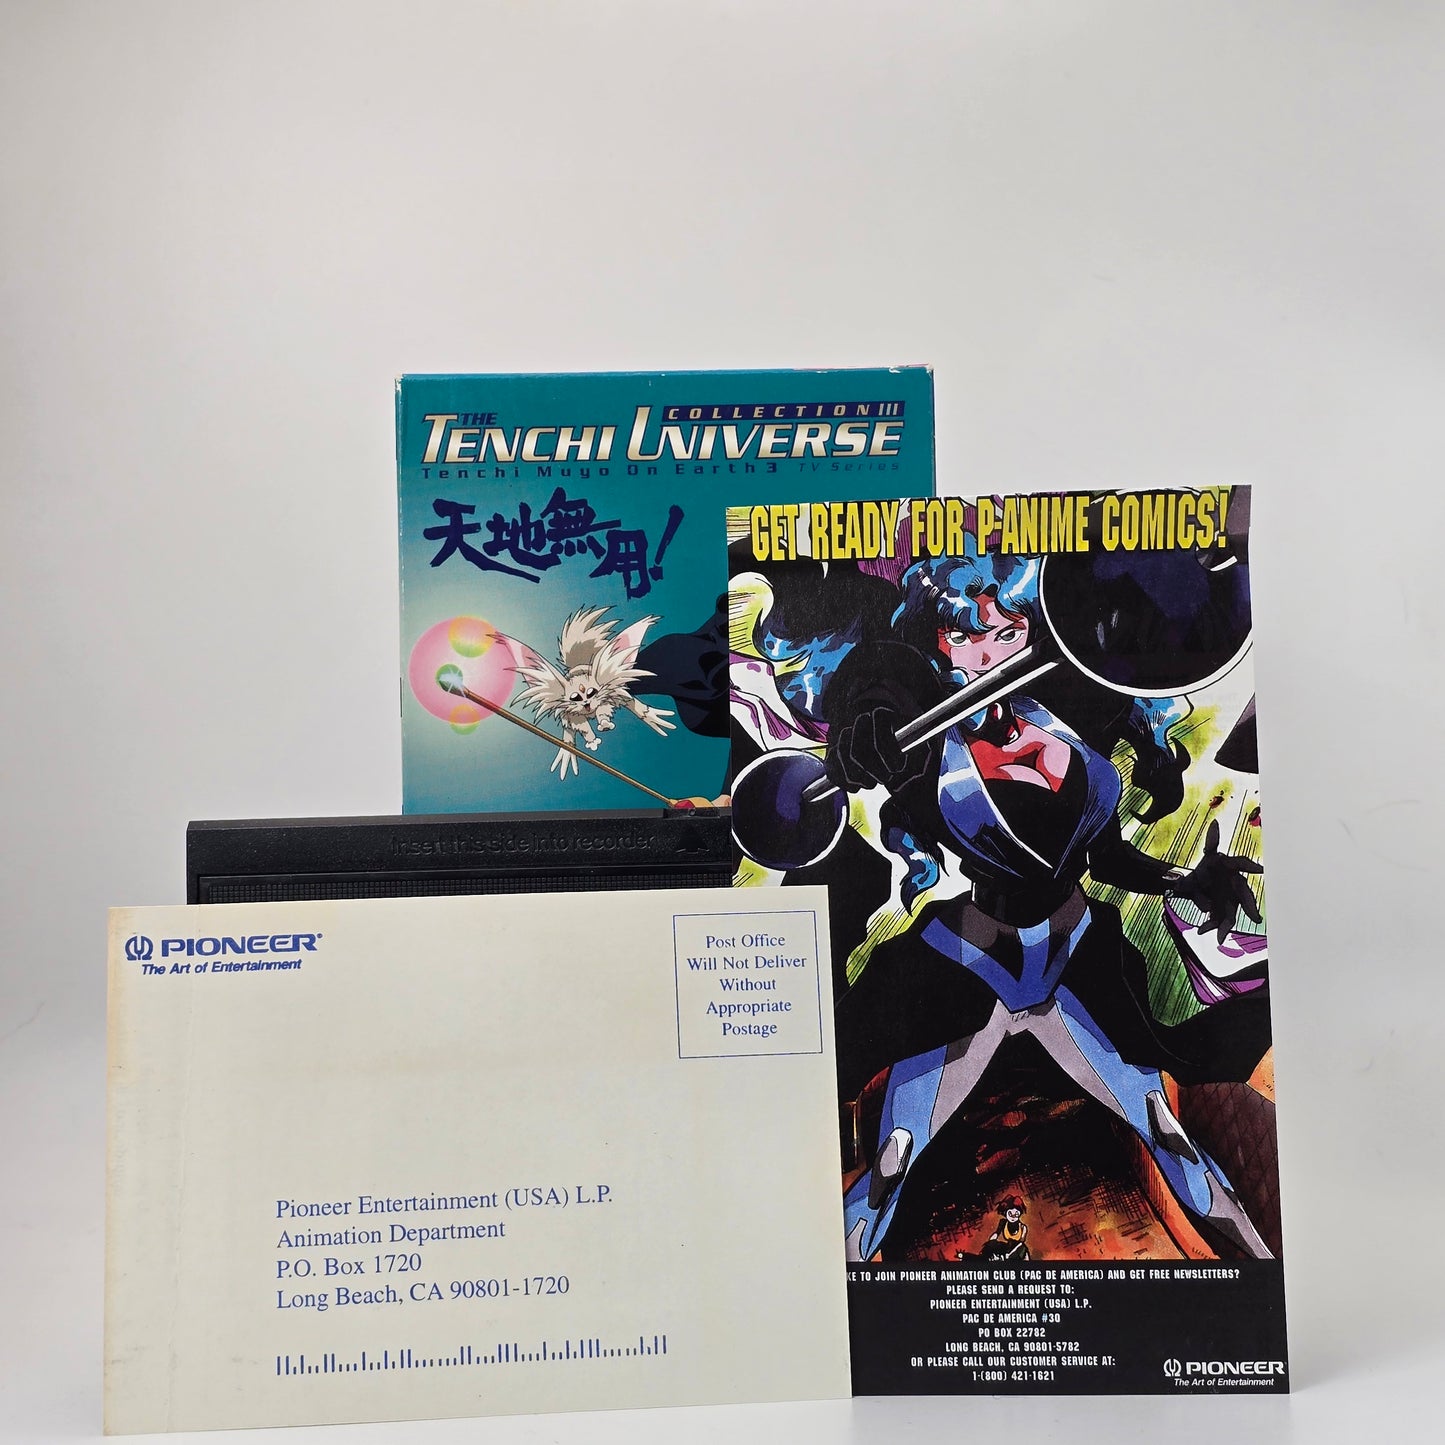 THE
COLLECTION III
TENCHI UNIVERSE
Tenchi Muyo On Earth 3 TV Series
天地無用!
GET READY FOR P-ANIME COMICS!
Insert this side into recorder
PIONEER®
The Art of Entertainment
Post Office
Will Not Deliver
Without
Appropriate
Postage
Pioneer Entertainment (USA) L.P.
Animation Department
P.O. Box 1720
Long Beach, CA 90801-1720
KE TO JOIN PIONEER ANIMATION CLUB (PAC DE AMERICA) AND GET FREE NEWSLETTERS?
PLEASE SEND A REQUEST TO:
PIONEER ENTERTAINMENT (USA) L.P.
PAC DE AMERICA #30
PO BOX 22782
LONG BEACH, CA 90801-5782
OR PLEASE CALL OUR CUSTOMER SERVICE AT:
1-(800) 421-1621
PIONEER
The Art of Entertainment